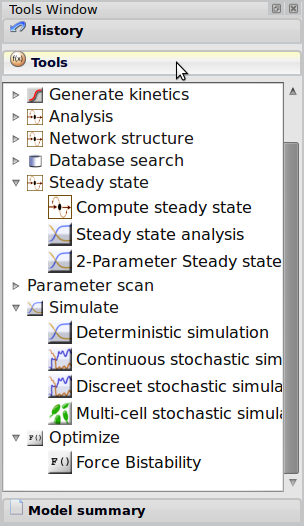 Tools Window
History
f(x)
Tools
Generate kinetics
Analysis
Network structure
Database search
Steady state
Compute steady state
Steady state analysis
2-Parameter Steady state
Parameter scan
Simulate
Deterministic simulation
Continuous stochastic sim
Discreet stochastic simula
Multi-cell stochastic simula
F() Optimize
F() Force Bistability
Model summary